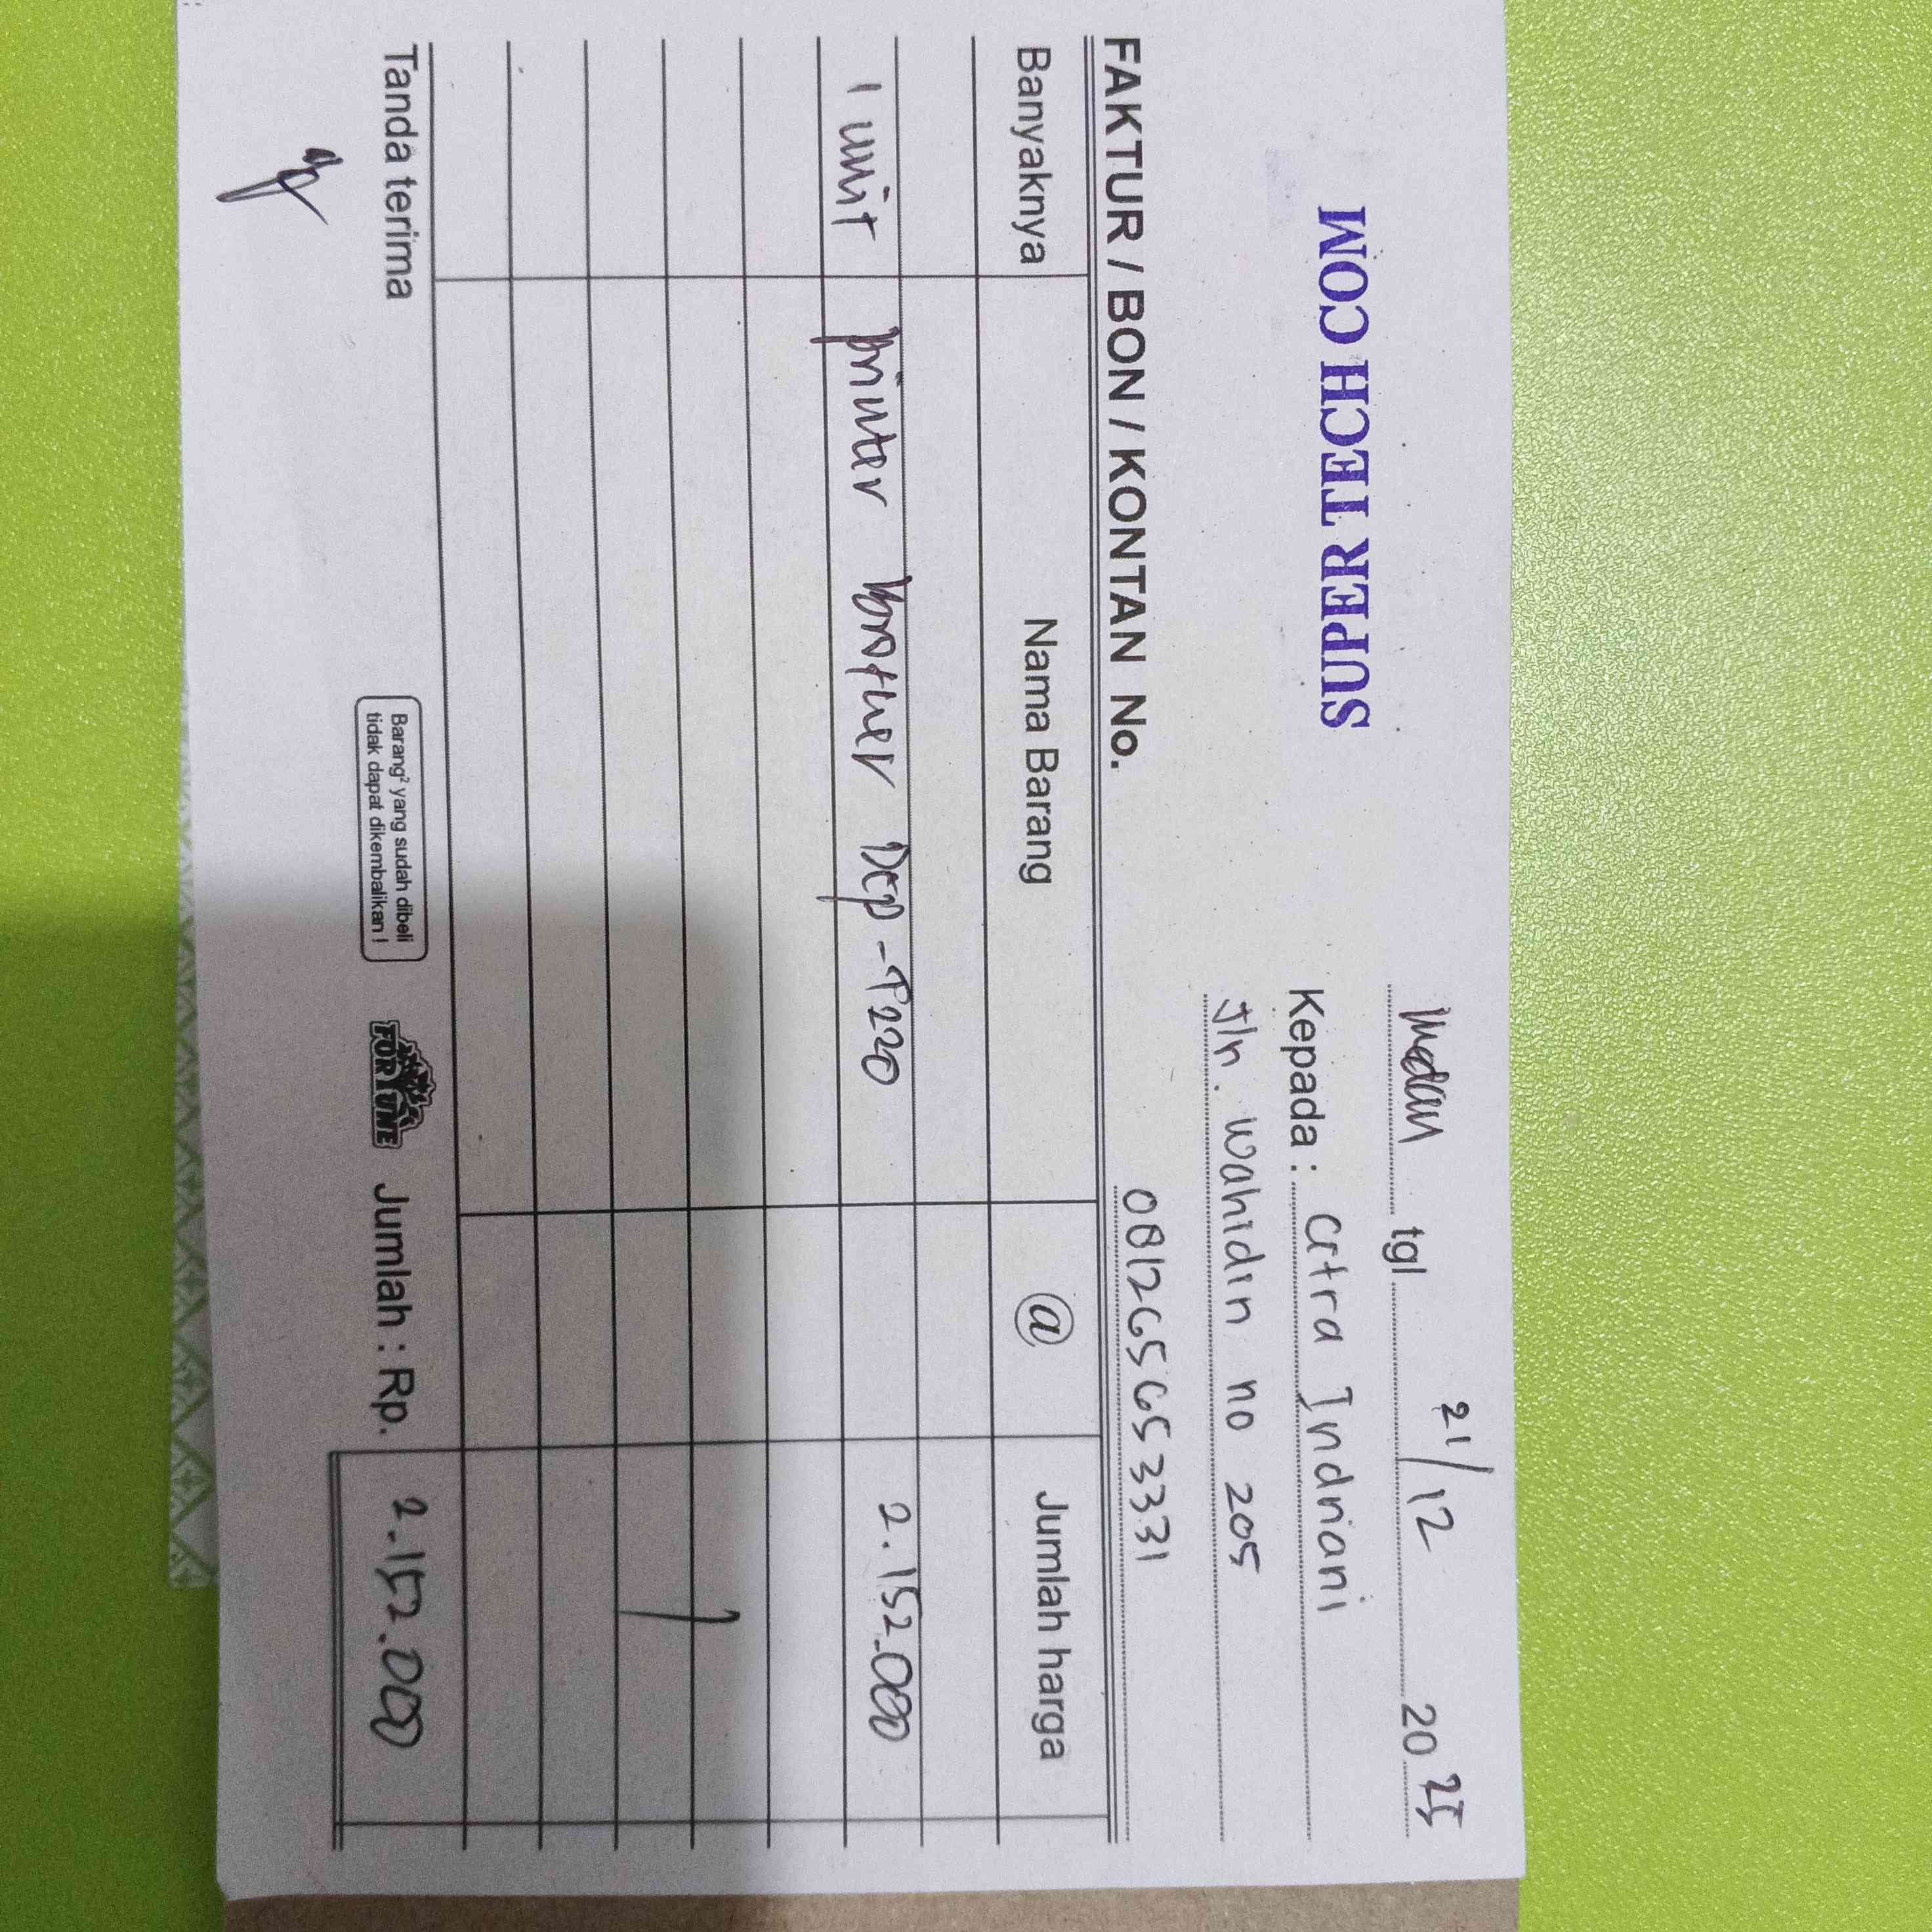 SUPER TECH COM
Medan tgl 21/12 2025
Kepada : Citra Indriani
Jln. Wahidin no 205
081265653331
FAKTUR / BON / KONTAN No.
Banyaknya Nama Barang @ Jumlah harga
1 unit printer brother Dcp-T220 2.152.000
Tanda terima
Barang² yang sudah dibeli
tidak dapat dikembalikan !
FORTUNE
Jumlah : Rp. 2.152.000